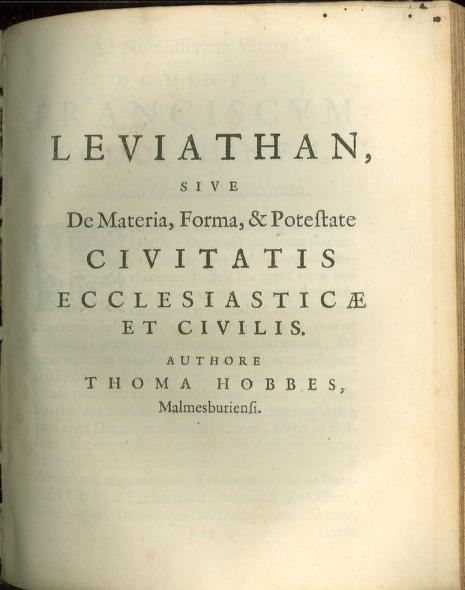 LEVIATHAN,
SIVE
De Materia, Forma, & Poteſtate
CIVITATIS
ECCLESIASTICÆ
ET CIVILIS.
AUTHORE
THOMA HOBBES,
Malmesburienſi.